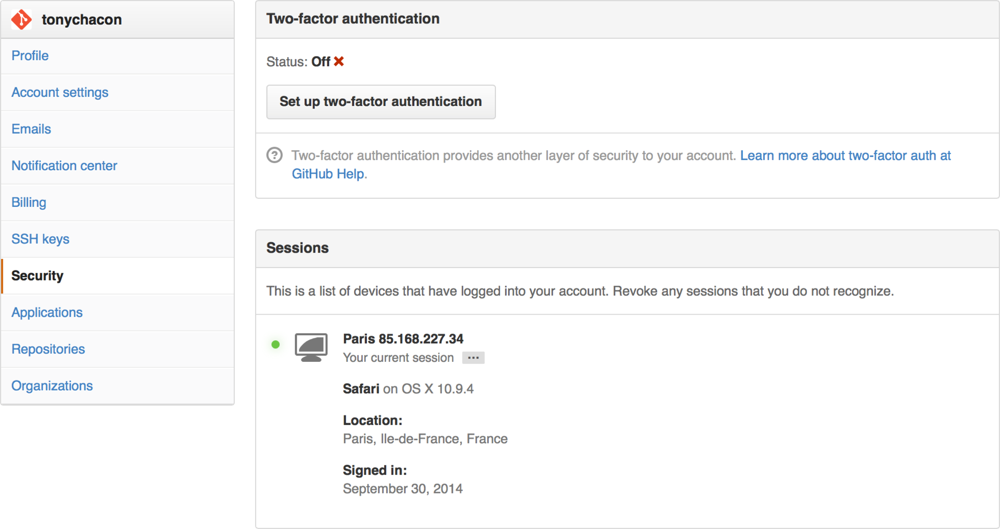 tonychacon
Profile
Account settings
Emails
Notification center
Billing
SSH keys
Security
Applications
Repositories
Organizations
Two-factor authentication
Status: Off
Set up two-factor authentication
Two-factor authentication provides another layer of security to your account. Learn more about two-factor auth at
GitHub Help.
Sessions
This is a list of devices that have logged into your account. Revoke any sessions that you do not recognize.
Paris 85.168.227.34
Your current session ...
Safari on OS X 10.9.4
Location:
Paris, Ile-de-France, France
Signed in:
September 30, 2014